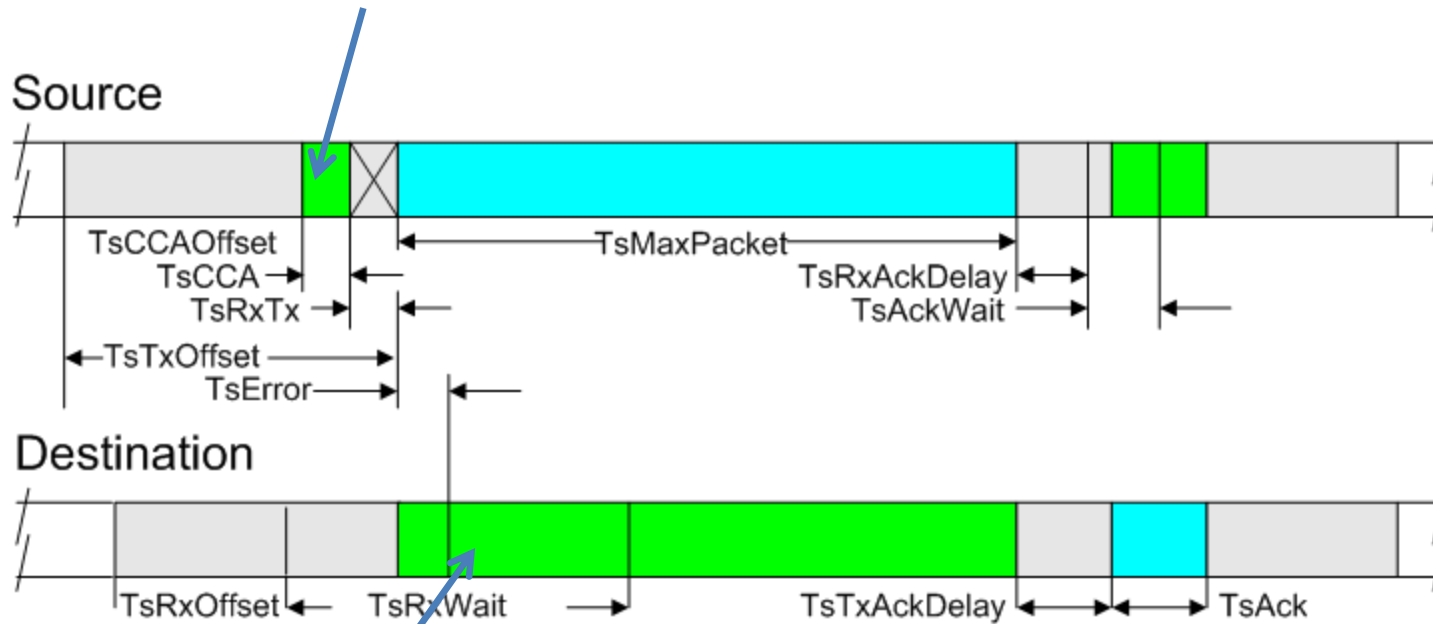 Source
TsCCAOffset
TsMaxPacket
TsCCA
TsRxAckDelay
TsRxTx
TsAckWait
TsTxOffset
TsError
Destination
TsRxOffset
TsRxWait
TsTxAckDelay
TsAck